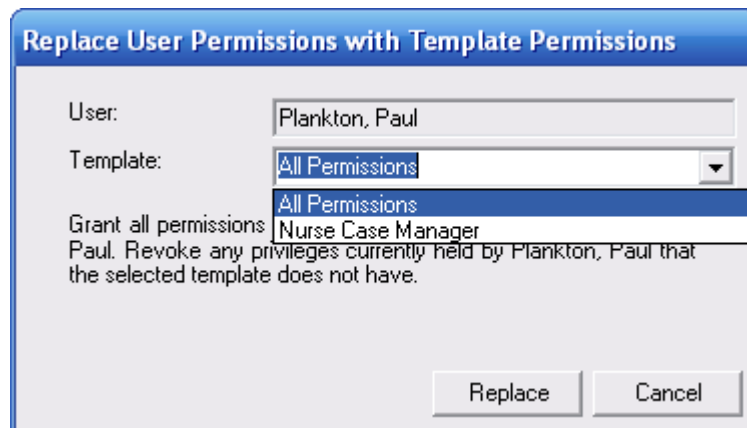 Replace User Permissions with Template Permissions
User: Plankton, Paul
Template: All Permissions
All Permissions
Nurse Case Manager
Grant all permissions
Paul. Revoke any privileges currently held by Plankton, Paul that
the selected template does not have.
Replace Cancel